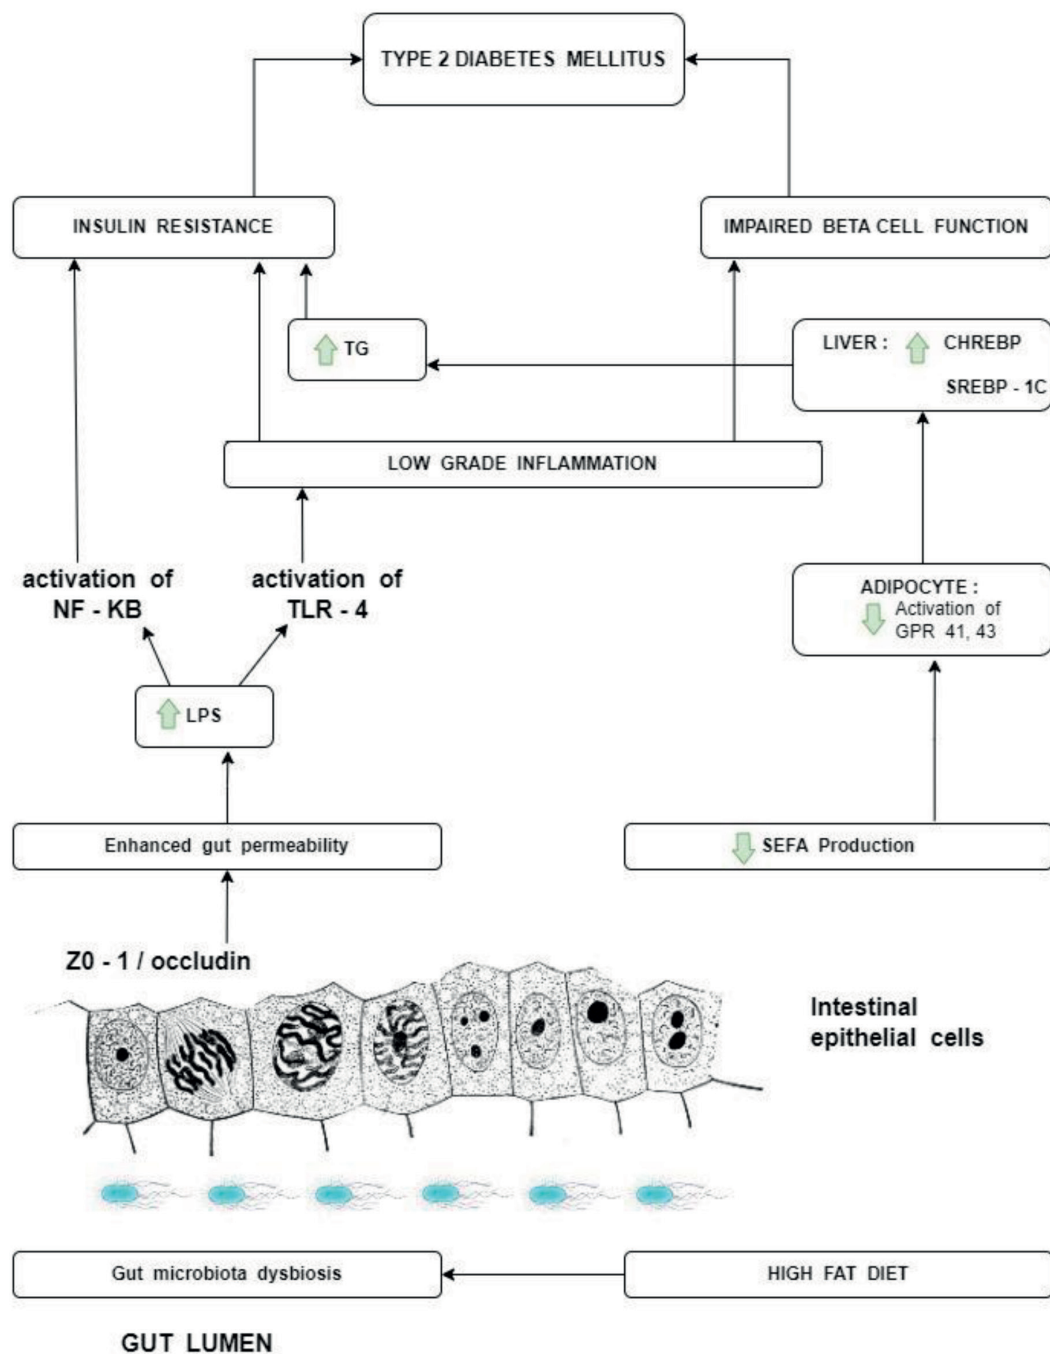 TYPE 2 DIABETES MELLITUS
INSULIN RESISTANCE
IMPAIRED BETA CELL FUNCTION
TG
LIVER : CHREBP
SREBP - 1C
LOW GRADE INFLAMMATION
activation of
NF - KB
activation of
TLR - 4
ADIPOCYTE :
Activation of
GPR 41, 43
LPS
Enhanced gut permeability
SEFA Production
Z0 - 1 / occludin
Intestinal
epithelial cells
Gut microbiota dysbiosis
HIGH FAT DIET
GUT LUMEN